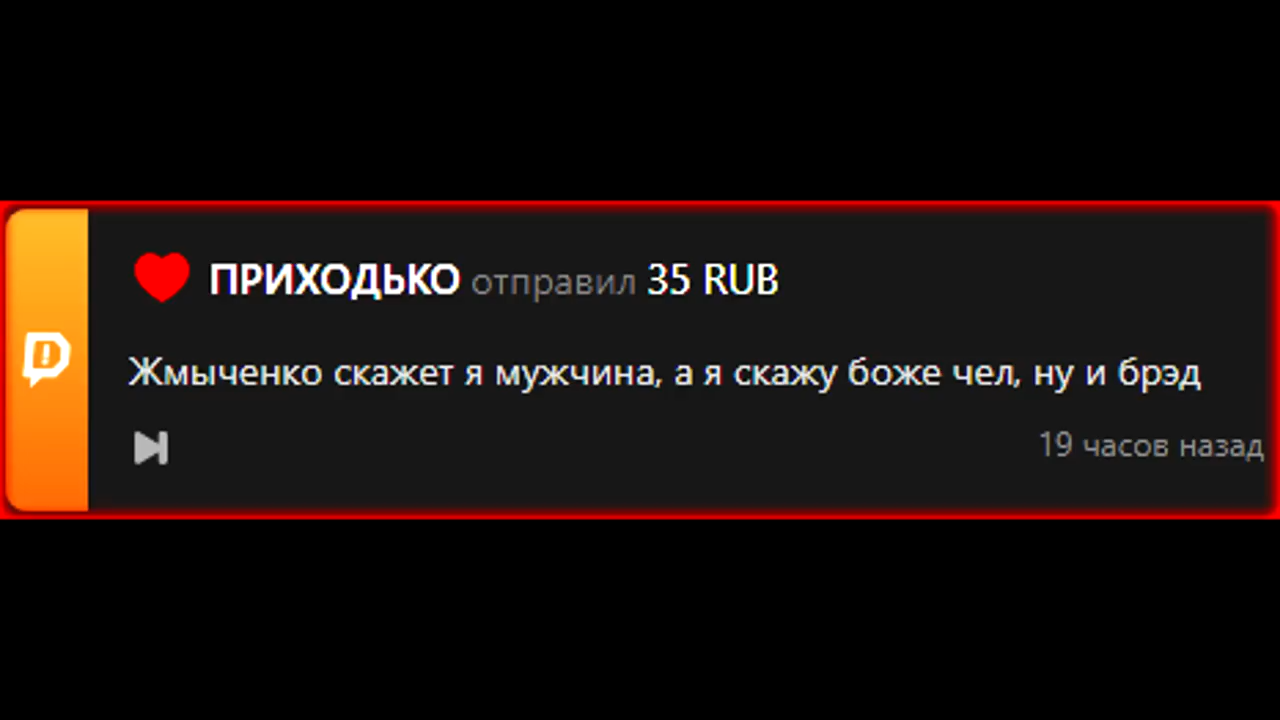 ПРИХОДЬКО отправил 35 RUB
Жмыченко скажет я мужчина, а я скажу боже чел, ну и брэд
19 часов назад